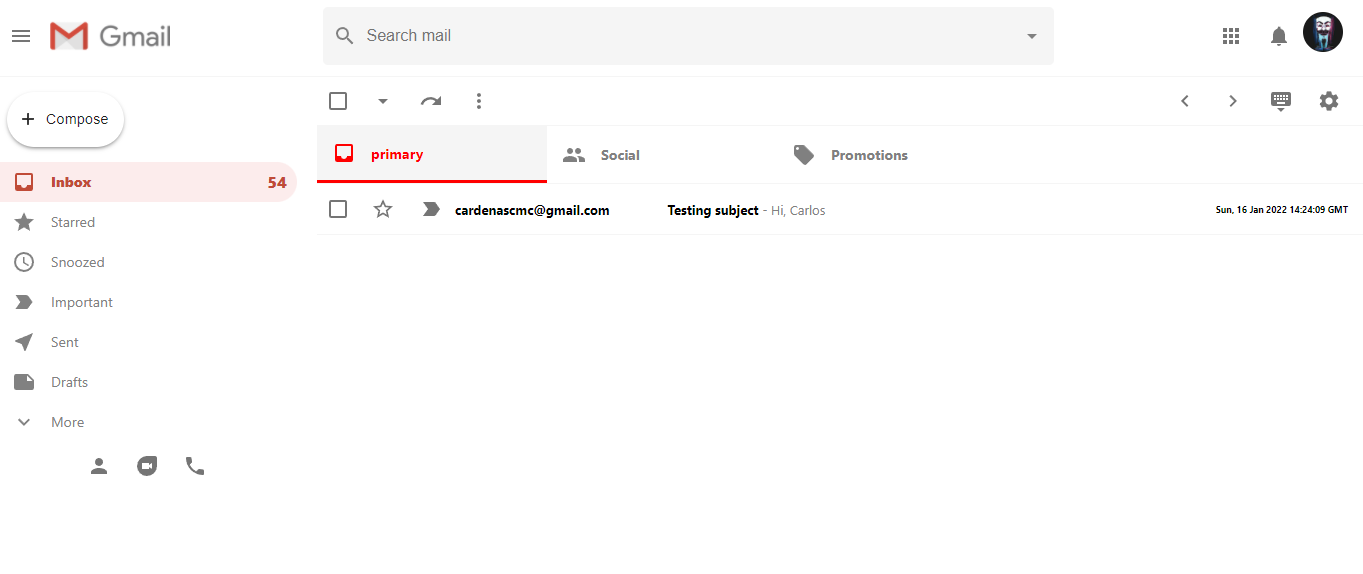 Gmail
Search mail
Compose
primary
Social
Promotions
Inbox 54
cardenascmc@gmail.com Testing subject - Hi, Carlos Sun, 16 Jan 2022 14:24:09 GMT
Starred
Snoozed
Important
Sent
Drafts
More